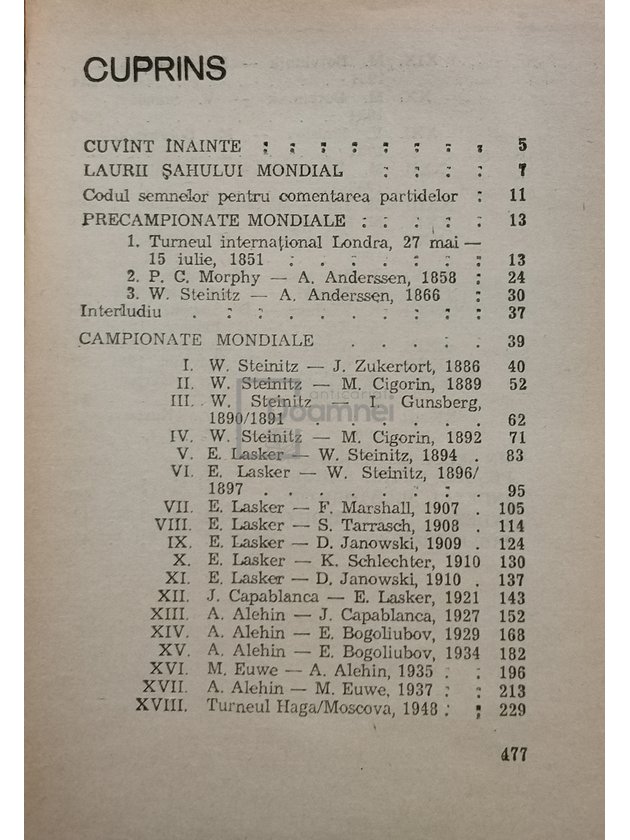 CUPRINS
CUVÎNT ÎNAINTE : : : : : : : : 5
LAURII ŞAHULUI MONDIAL : : : : : 7
Codul semnelor pentru comentarea partidelor : 11
PRECAMPIONATE MONDIALE : : : : : : 13
1. Turneul internaţional Londra, 27 mai —
15 iulie, 1851 : : . : . : : : 13
2. P. C. Morphy — A. Anderssen, 1858 : 24
3. W. Steinitz — A. Anderssen, 1866 : 30
Interludiu . : : : . . . . : : 37
CAMPIONATE MONDIALE . . . . . 39
I. W. Steinitz — J. Zukertort, 1886 40
II. W. Steinitz — M. Cigorin, 1889 52
III. W. Steinitz — I. Gunsberg,
1890/1891 . . . . . . . 62
IV. W. Steinitz — M. Cigorin, 1892 71
V. E. Lasker — W. Steinitz, 1894 . 83
VI. E. Lasker — W. Steinitz, 1896/
1897 . . . . . . : . 95
VII. E. Lasker — F. Marshall, 1907 . 105
VIII. E. Lasker — S. Tarrasch, 1908 . 114
IX. E. Lasker — D. Janowski, 1909 . 124
X. E. Lasker — K. Schlechter, 1910 130
XI. E. Lasker — D. Janowski, 1910 . 137
XII. J. Capablanca — E. Lasker, 1921 143
XIII. A. Alehin — J. Capablanca, 1927 152
XIV. A. Alehin — E. Bogoliubov, 1929 168
XV. A. Alehin — E. Bogoliubov, 1934 182
XVI. M. Euwe — A. Alehin, 1935 . : 196
XVII. A. Alehin — M. Euwe, 1937 : : 213
XVIII. Turneul Haga/Moscova, 1948 : : 229
477